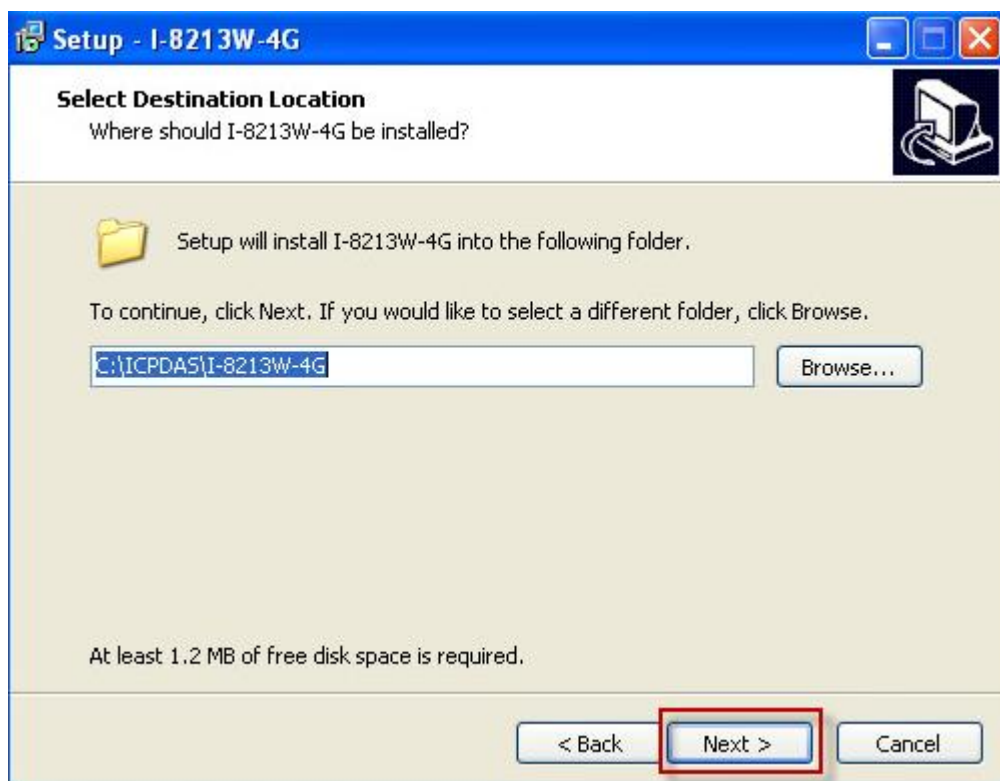 Setup - I-8213W-4G
Select Destination Location
Where should I-8213W-4G be installed?
Setup will install I-8213W-4G into the following folder.
To continue, click Next. If you would like to select a different folder, click Browse.
C:\ICPDAS\I-8213W-4G
Browse...
At least 1.2 MB of free disk space is required.
< Back
Next >
Cancel